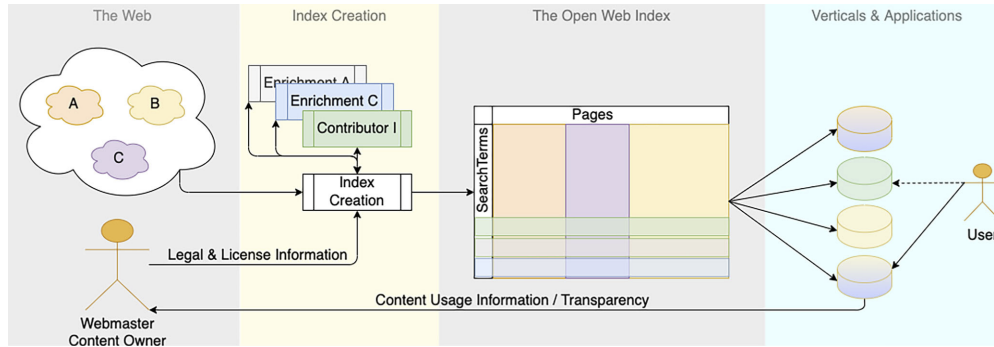 The Web
Index Creation
The Open Web Index
Verticals & Applications
A
B
C
Enrichment A
Enrichment C
Contributor I
Index
Creation
Pages
SearchTerms
Legal & License Information
Content Usage Information / Transparency
Webmaster
Content Owner
User